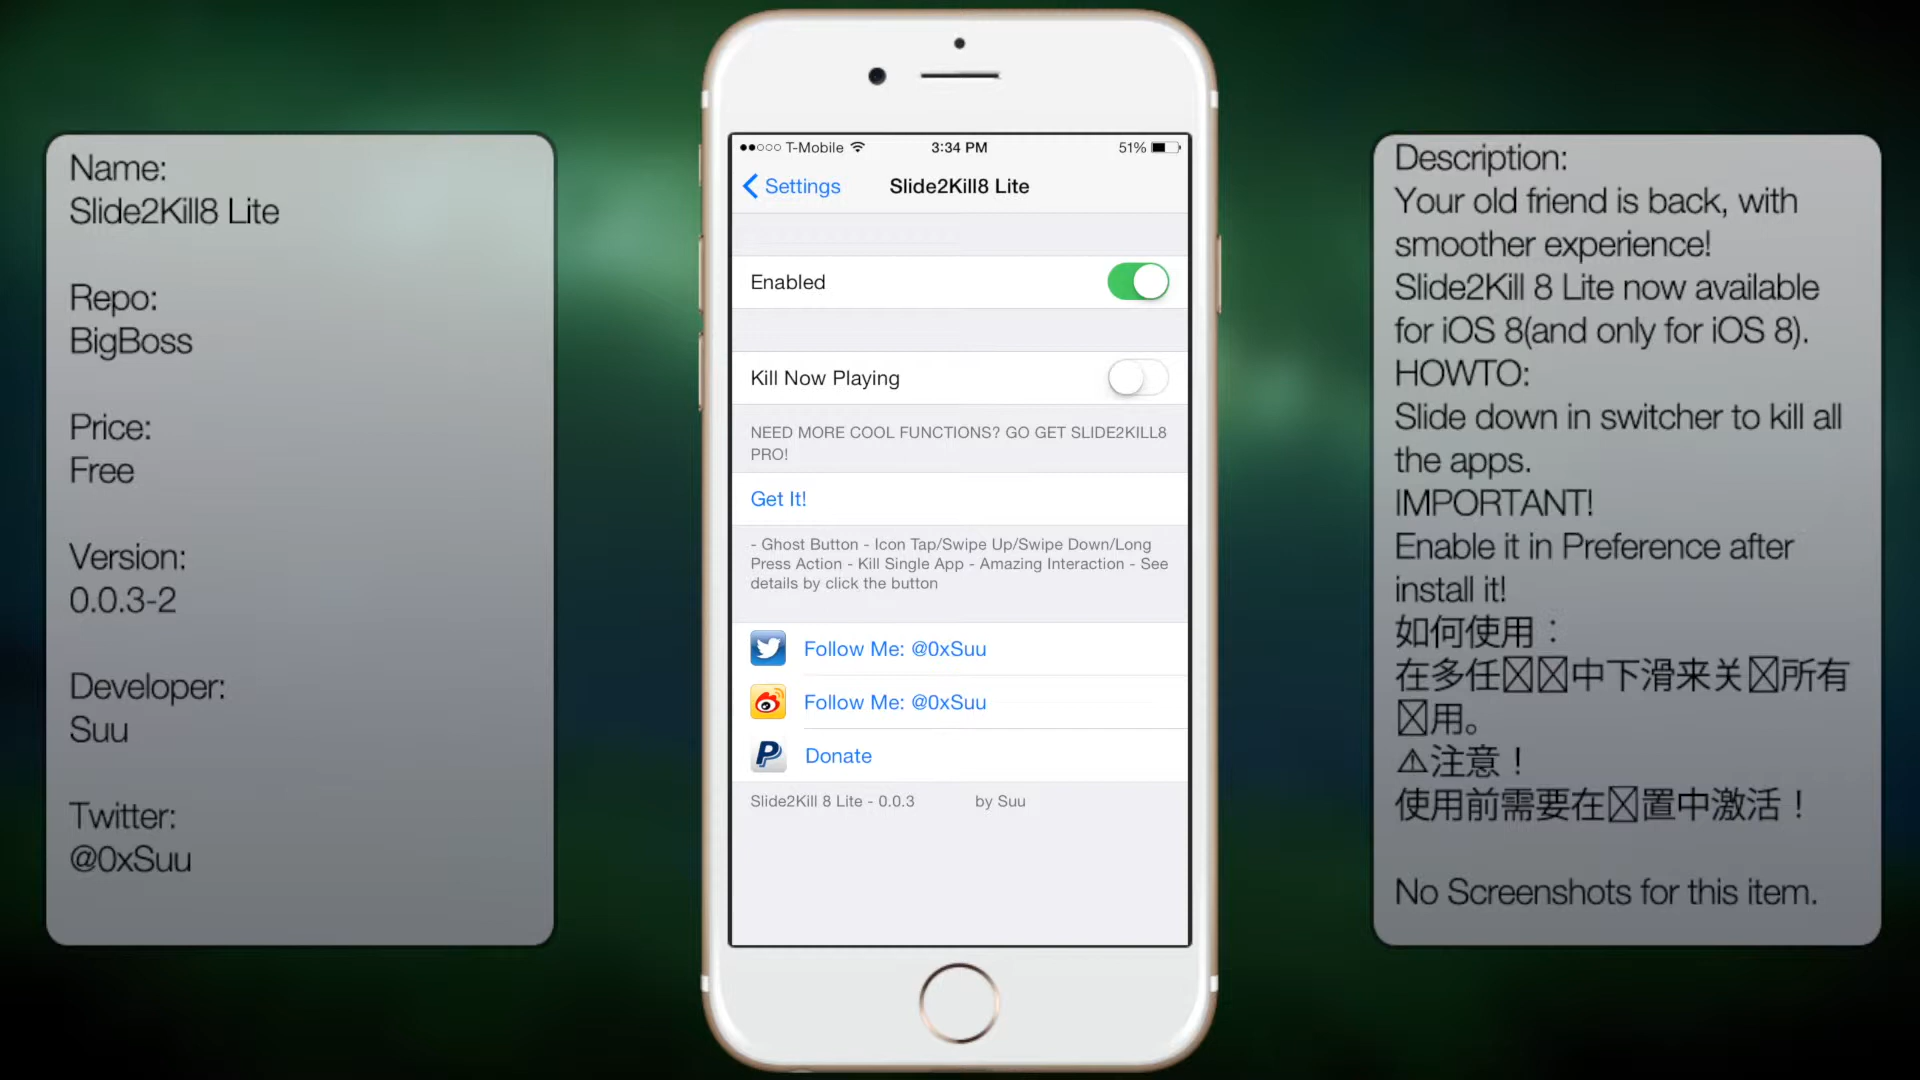 Name:
Slide2Kill8 Lite
Repo:
BigBoss
Price:
Free
Version:
0.0.3-2
Developer:
Suu
Twitter:
@0xSuu
T-Mobile 3:34 PM 51%
Settings Slide2Kill8 Lite
Enabled
Kill Now Playing
NEED MORE COOL FUNCTIONS? GO GET SLIDE2KILL8
PRO!
Get It!
- Ghost Button - Icon Tap/Swipe Up/Swipe Down/Long
Press Action - Kill Single App - Amazing Interaction - See
details by click the button
Follow Me: @0xSuu
Follow Me: @0xSuu
Donate
Slide2Kill 8 Lite - 0.0.3 by Suu
Description:
Your old friend is back, with
smoother experience!
Slide2Kill 8 Lite now available
for iOS 8(and only for iOS 8).
HOWTO:
Slide down in switcher to kill all
the apps.
IMPORTANT!
Enable it in Preference after
install it!
如何使用：
在多任中下滑来关所有
用。
⚠注意！
使用前需要在置中激活！
No Screenshots for this item.